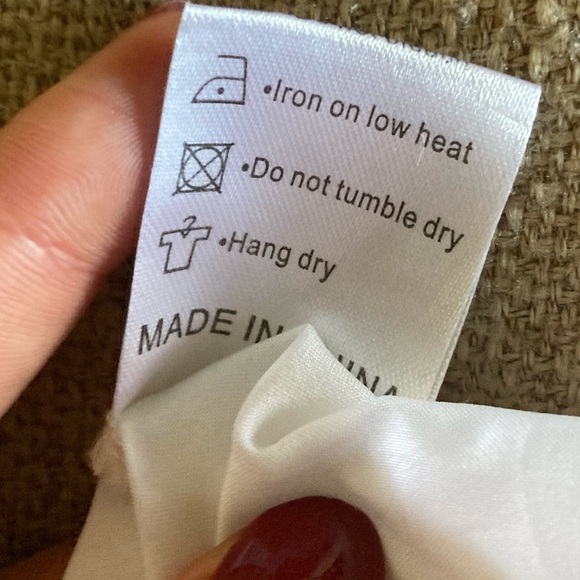 •Iron on low heat
•Do not tumble dry
•Hang dry
MADE IN